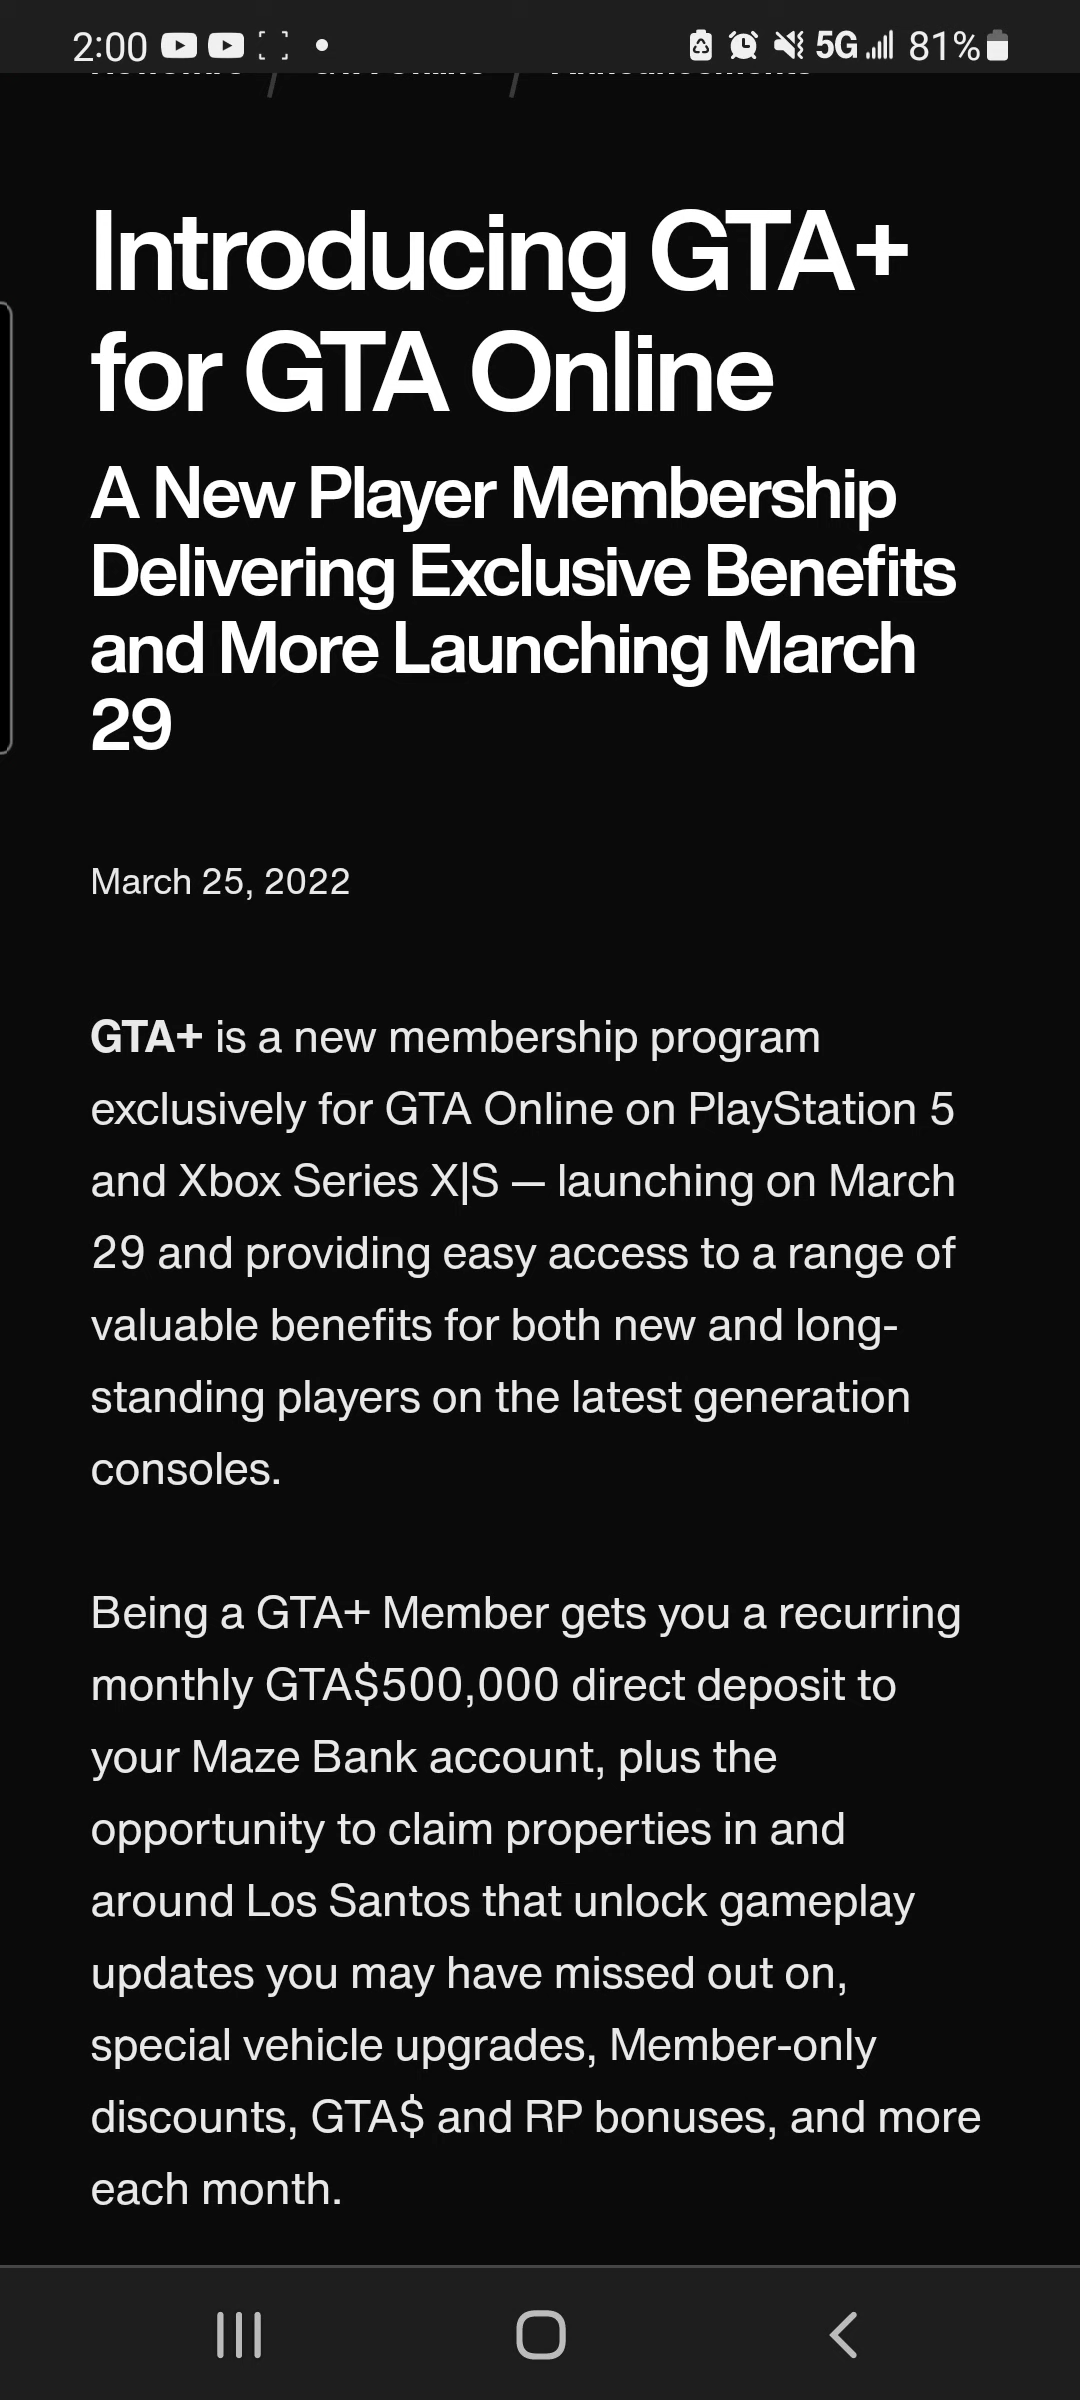 2:00 5G 81%
Introducing GTA+
for GTA Online
A New Player Membership
Delivering Exclusive Benefits
and More Launching March
29
March 25, 2022
GTA+ is a new membership program
exclusively for GTA Online on PlayStation 5
and Xbox Series X|S — launching on March
29 and providing easy access to a range of
valuable benefits for both new and long-
standing players on the latest generation
consoles.
Being a GTA+ Member gets you a recurring
monthly GTA$500,000 direct deposit to
your Maze Bank account, plus the
opportunity to claim properties in and
around Los Santos that unlock gameplay
updates you may have missed out on,
special vehicle upgrades, Member-only
discounts, GTA$ and RP bonuses, and more
each month.